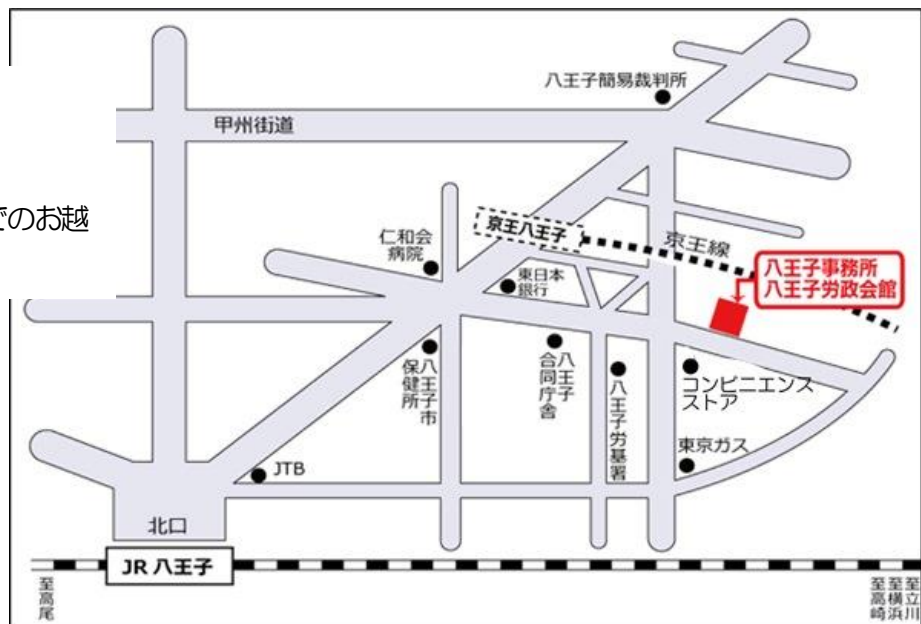 八王子簡易裁判所
甲州街道
でのお越
京王八王子
京王線
仁和会
病院
東日本
銀行
八王子事務所
八王子労政会館
八王子市
保健所
八王子
合同庁舎
八王子労基署
コンビニエンス
ストア
東京ガス
JTB
北口
JR 八王子
至高尾
至高崎
至横浜
至立川